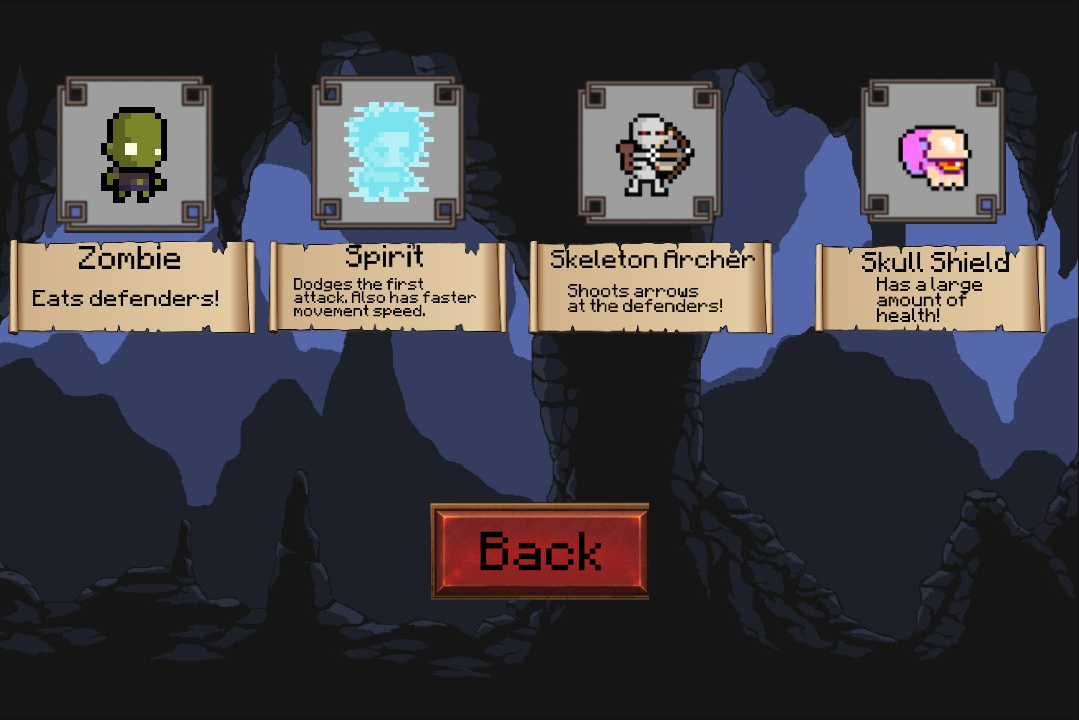 Zombie
Eats defenders!
Spirit
Dodges the first
attack. Also has faster
movement speed.
Skeleton Archer
Shoots arrows
at the defenders!
Skull Shield
Has a large
amount of
health!
Back